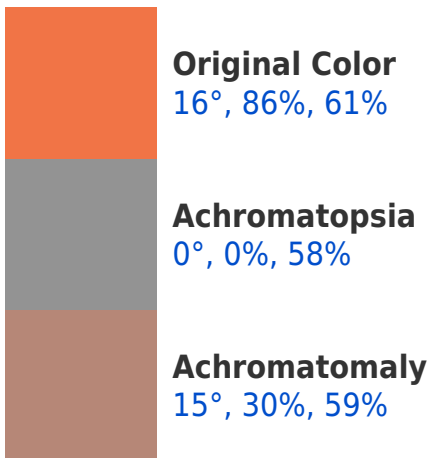 Original Color
16°, 86%, 61%
Achromatopsia
0°, 0%, 58%
Achromatomaly
15°, 30%, 59%